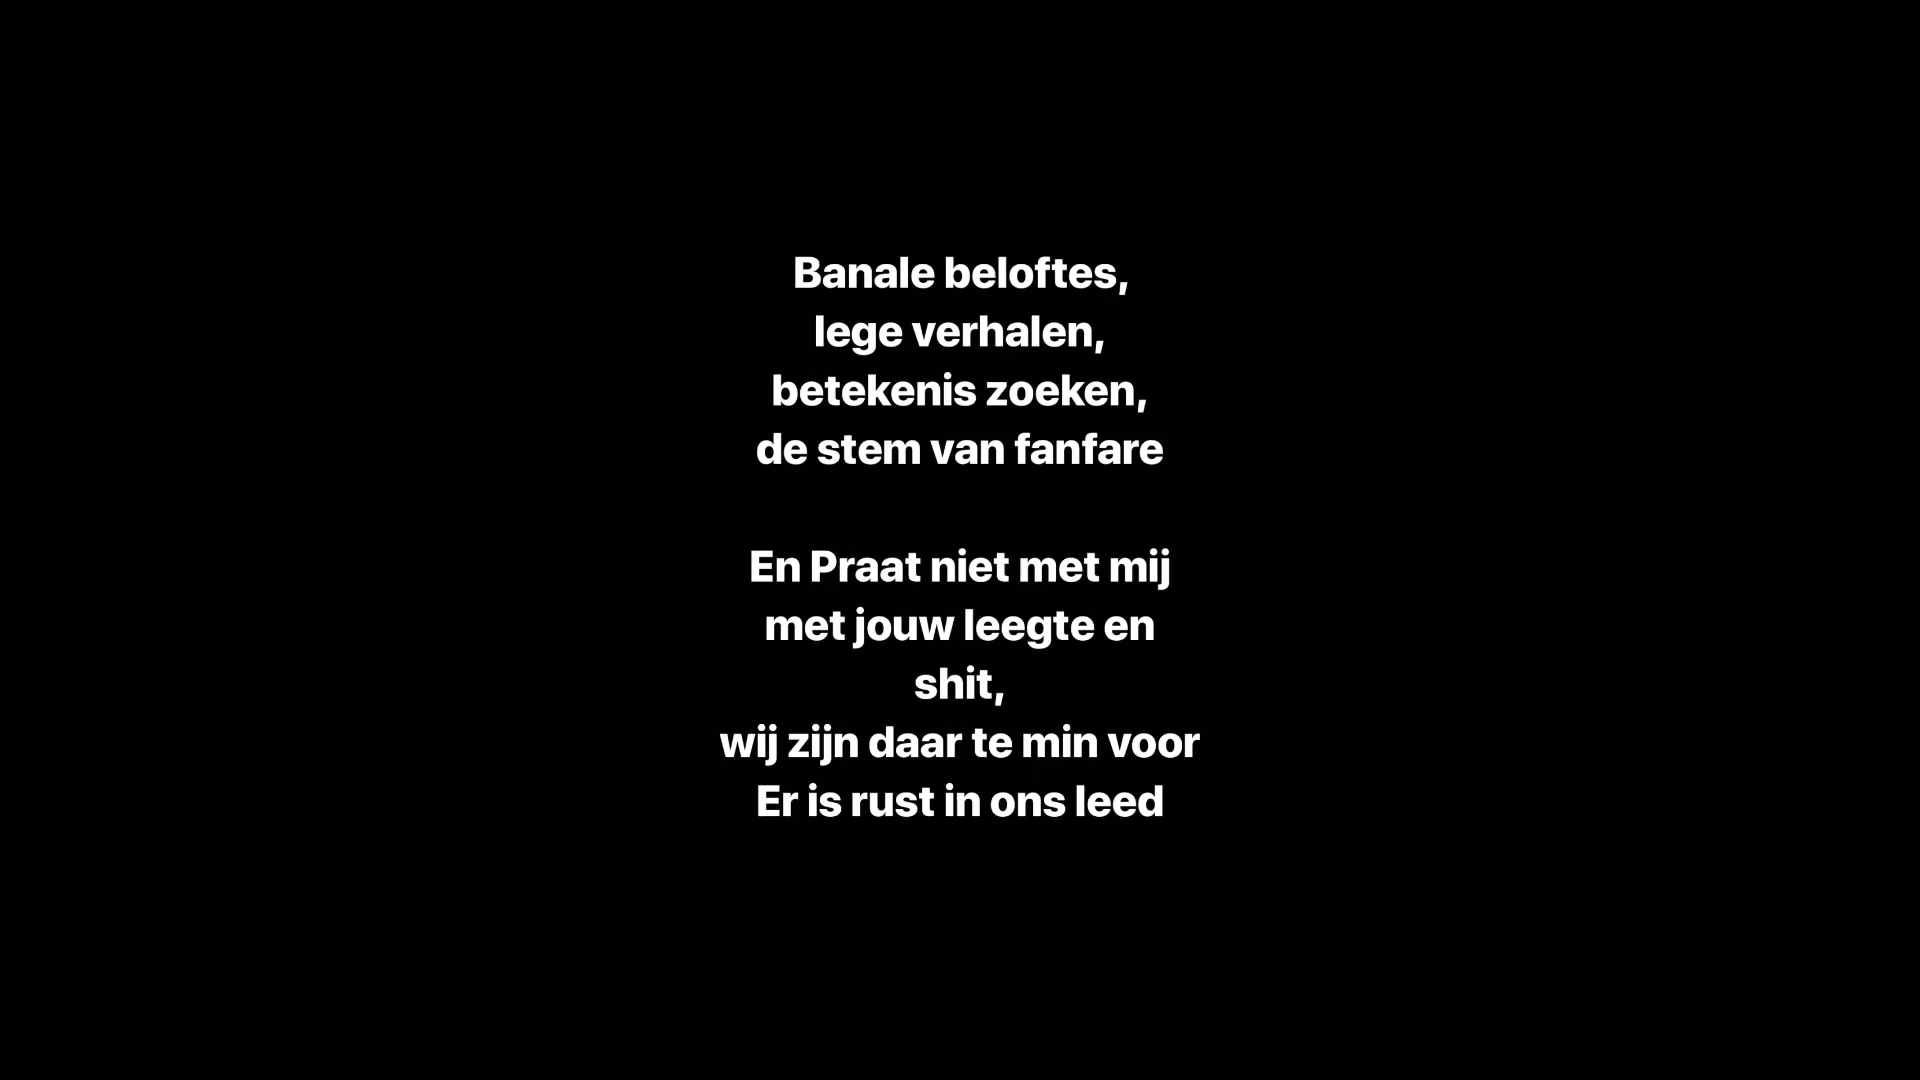 Banale beloftes,
lege verhalen,
betekenis zoeken,
de stem van fanfare
En Praat niet met mij
met jouw leegte en
shit,
wij zijn daar te min voor
Er is rust in ons leed